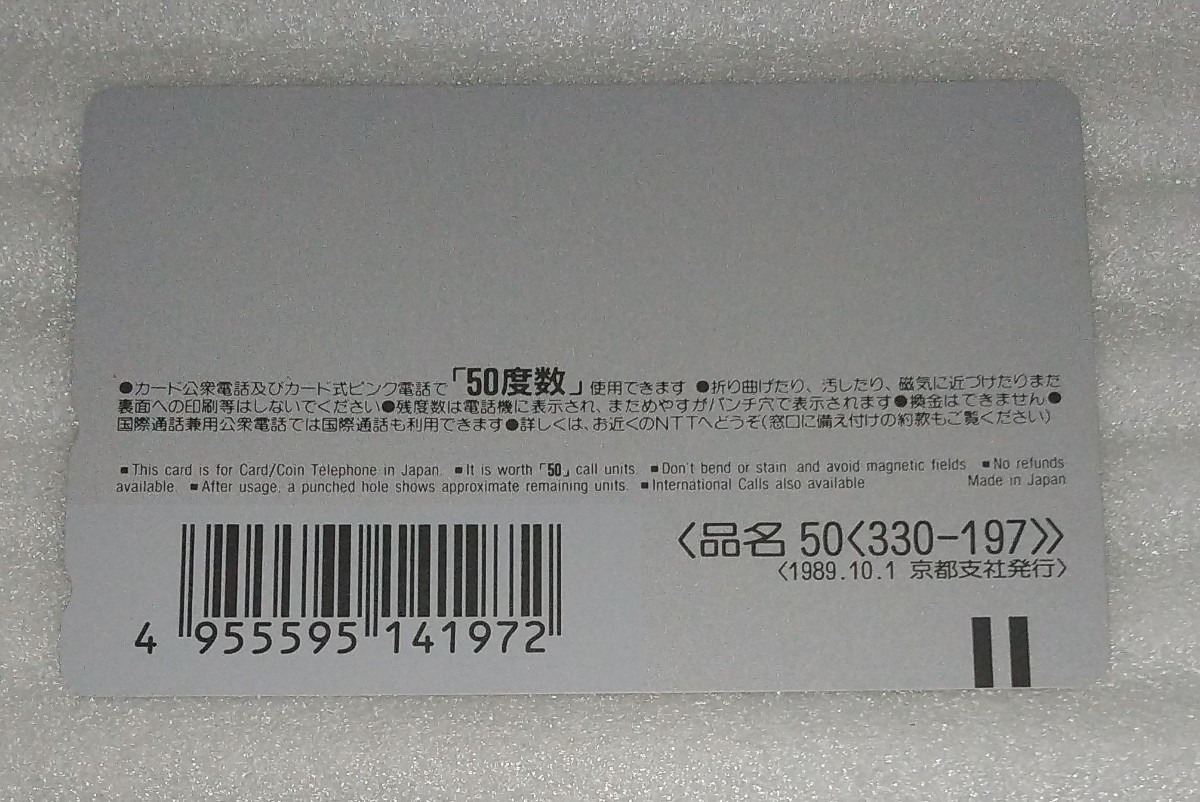 ●カード公衆電話及びカード式ピンク電話で「50度数」使用できます ●折り曲げたり、汚したり、磁気に近づけたりまた
裏面への印刷等はしないでください●残度数は電話機に表示され、まためやすがパンチ穴で表示されます●換金はできません●
国際通話兼用公衆電話では国際通話も利用できます●詳しくは、お近くのNTTへどうぞ(窓口に備え付けの約款もご覧ください)
■This card is for Card/Coin Telephone in Japan. ■It is worth「50」call units. ■Don't bend or stain and avoid magnetic fields. ■No refunds
available. ■After usage, a punched hole shows approximate remaining units. ■International Calls also available Made in Japan
〈品名 50〈330-197〉〉
〈1989.10.1 京都支社発行〉
4 955595 141972